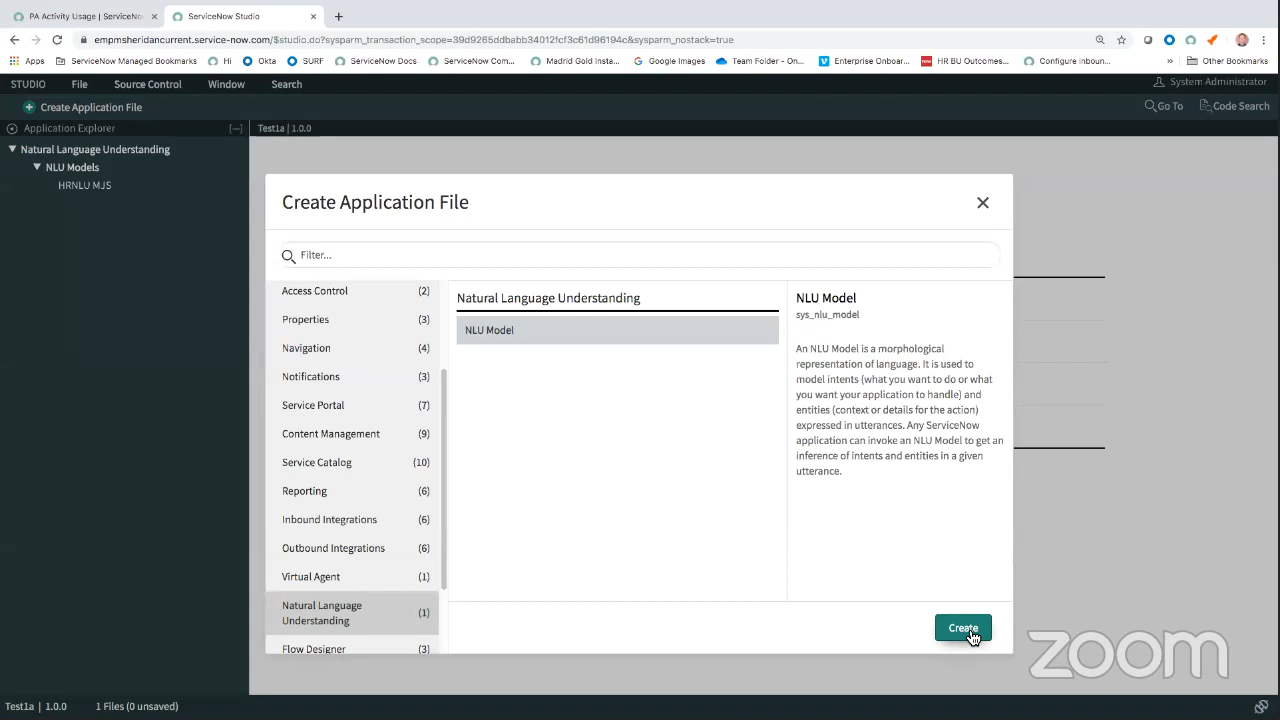 PA Activity Usage | ServiceNo
ServiceNow Studio
empmsheridancurrent.service-now.com/$studio.do?sysparm_transaction_scope=39d9265ddbabb34012fcf3c61d96194c&sysparm_nostack=true
Apps ServiceNow Managed Bookmarks Hi Okta SURF ServiceNow Docs ServiceNow Com... Madrid Gold Insta... Google Images Team Folder - On... Enterprise Onboar... HR BU Outcomes... Configure Inboun... » Other Bookmarks
STUDIO File Source Control Window Search System Administrator
Create Application File Go To Code Search
Application Explorer [—] Test1a | 1.0.0
Natural Language Understanding
NLU Models
HRNLU MJS
Create Application File
Filter...
Access Control (2)
Properties (3)
Navigation (4)
Notifications (3)
Service Portal (7)
Content Management (9)
Service Catalog (10)
Reporting (6)
Inbound Integrations (6)
Outbound Integrations (6)
Virtual Agent (1)
Natural Language
Understanding (1)
Flow Designer (3)
Natural Language Understanding
NLU Model
NLU Model
sys_nlu_model
An NLU Model is a morphological
representation of language. It is used to
model intents (what you want to do or what
you want your application to handle) and
entities (context or details for the action)
expressed in utterances. Any ServiceNow
application can invoke an NLU Model to get an
inference of intents and entities in a given
utterance.
Create
zoom
Test1a | 1.0.0 1 Files (0 unsaved)